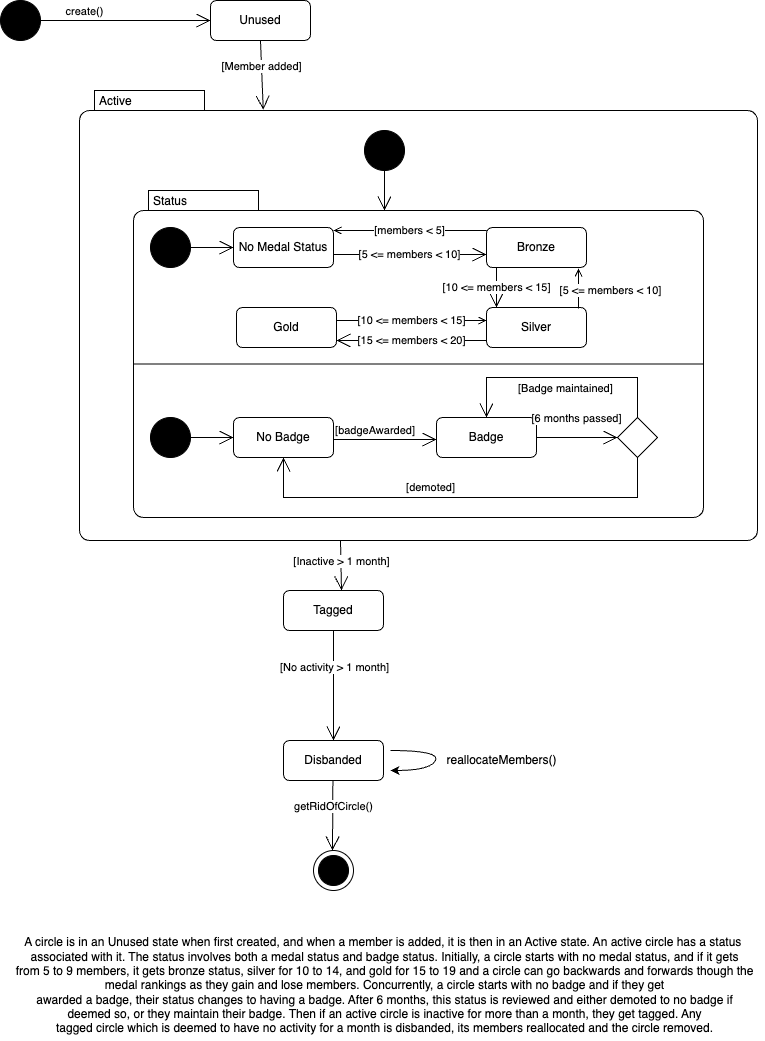 create()
Unused
[Member added]
Active
Status
No Medal Status
[members < 5]
[5 <= members < 10]
Bronze
[10 <= members < 15]
[5 <= members < 10]
Gold
[10 <= members < 15]
[15 <= members < 20]
Silver
[Badge maintained]
No Badge
[badgeAwarded]
Badge
[6 months passed]
[demoted]
[Inactive > 1 month]
Tagged
[No activity > 1 month]
Disbanded
reallocateMembers()
getRidOfCircle()
A circle is in an Unused state when first created, and when a member is added, it is then in an Active state. An active circle has a status
associated with it. The status involves both a medal status and badge status. Initially, a circle starts with no medal status, and if it gets
from 5 to 9 members, it gets bronze status, silver for 10 to 14, and gold for 15 to 19 and a circle can go backwards and forwards though the
medal rankings as they gain and lose members. Concurrently, a circle starts with no badge and if they get
awarded a badge, their status changes to having a badge. After 6 months, this status is reviewed and either demoted to no badge if
deemed so, or they maintain their badge. Then if an active circle is inactive for more than a month, they get tagged. Any
tagged circle which is deemed to have no activity for a month is disbanded, its members reallocated and the circle removed.